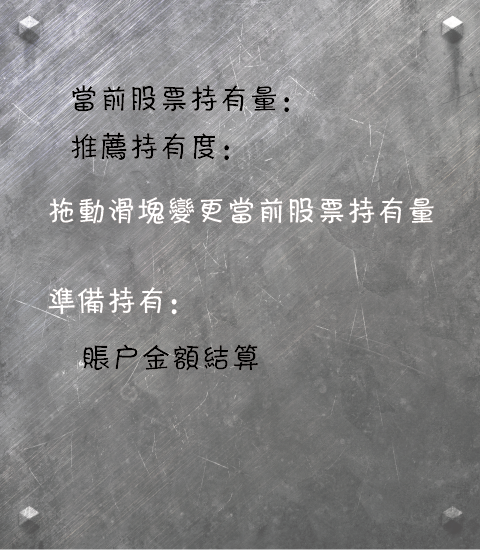 當前股票持有量：
推薦持有度：
拖動滑塊變更當前股票持有量
準備持有：
賬户金額結算